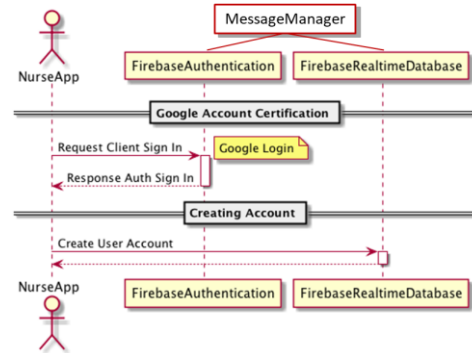 MessageManager
NurseApp
FirebaseAuthentication
FirebaseRealtimeDatabase
Google Account Certification
Request Client Sign In
Google Login
Response Auth Sign In
Creating Account
Create User Account
NurseApp
FirebaseAuthentication
FirebaseRealtimeDatabase